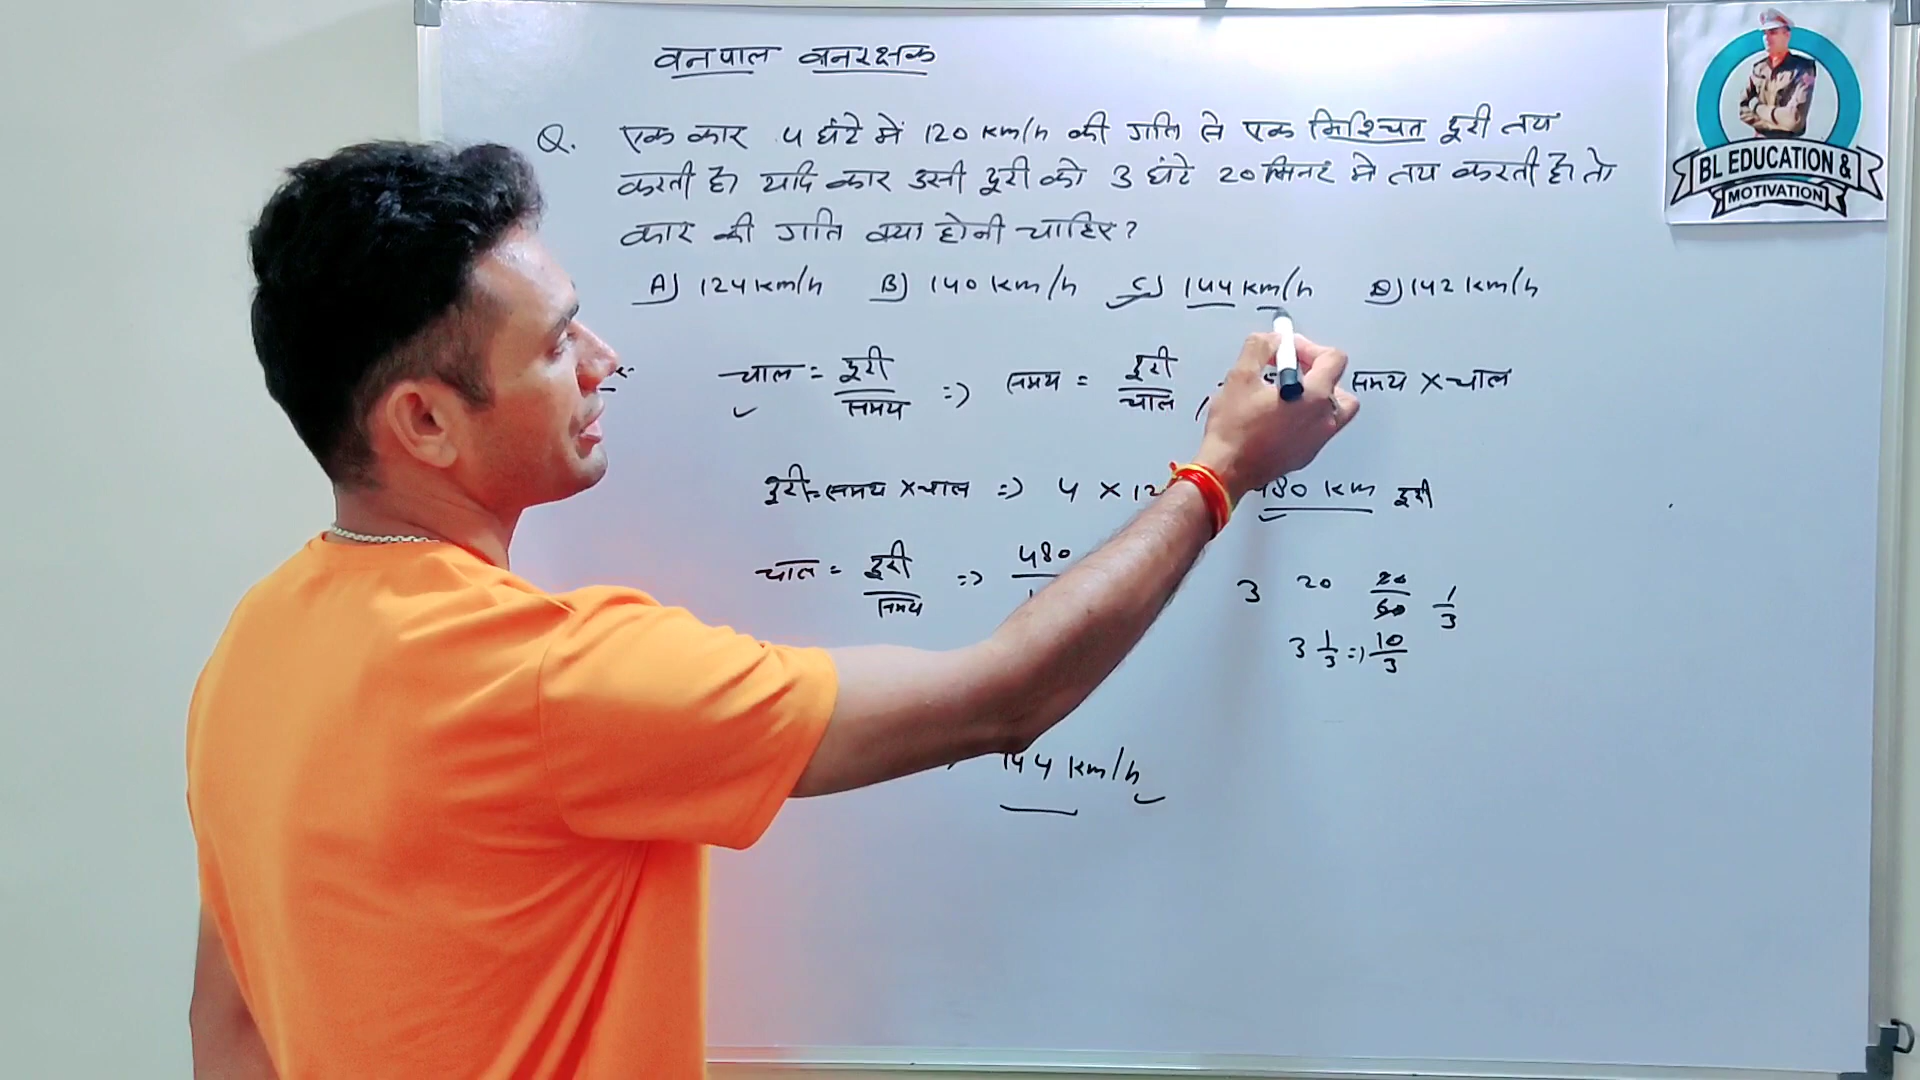 वनपाल वनरक्षक
Q. एक कार 4 घंटे में 120 km/h की गति से एक निश्चित दूरी तय
करती है। यदि कार उसी दूरी को 3 घंटे 20 मिनट मे तय करती है। तो
कार की गति क्या होनी चाहिए?
A) 124 km/h B) 140 km/h C) 144 km/h D) 142 km/h
चाल = दूरी/समय => समय = दूरी/चाल , समय X चाल
दूरी = समय X चाल => 4 X 12 480 km दूरी
चाल = दूरी/समय => 480
3 20 20/60 1/3
3 1/3 => 10/3
144 km/h
BL EDUCATION &
MOTIVATION